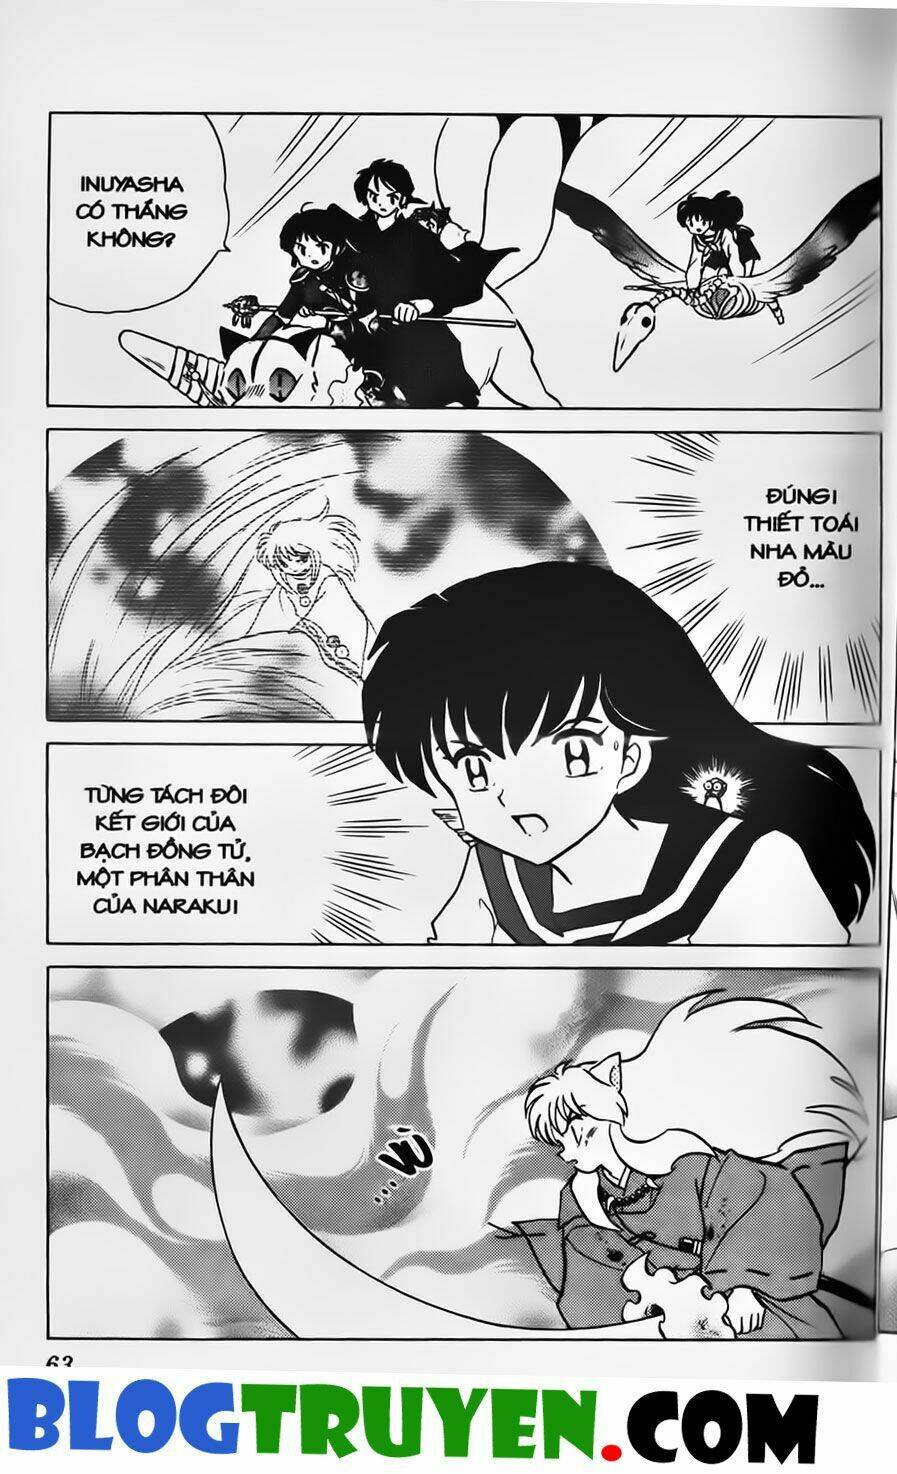 INUYASHA
CÓ THẮNG
KHÔNG?
ĐÚNG!
THIẾT TOÁI
NHA MÀU
ĐỎ...
TỪNG TÁCH ĐÔI
KẾT GIỚI CỦA
BẠCH ĐỒNG TỬ,
MỘT PHÂN THÂN
CỦA NARAKU!
...VÙ
63
BLOGTRUYEN.COM